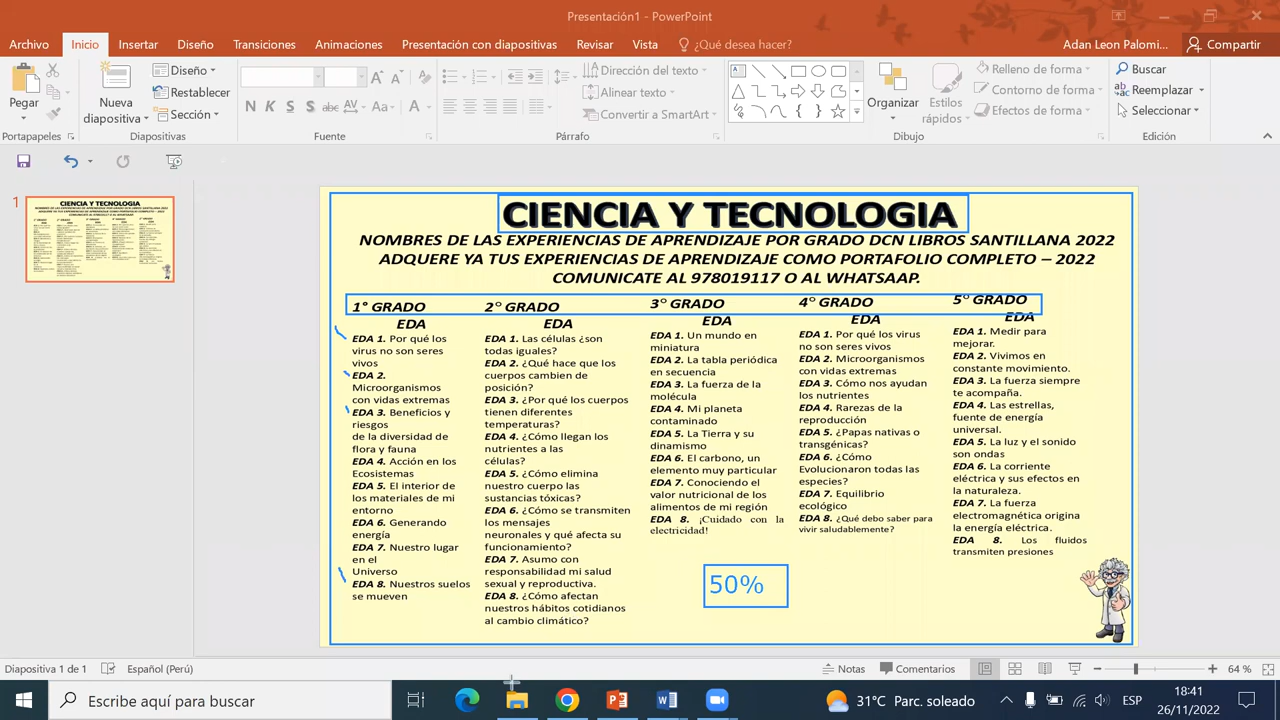 Presentación1 - PowerPoint
Archivo Inicio Insertar Diseño Transiciones Animaciones Presentación con diapositivas Revisar Vista ¿Qué desea hacer? Adan Leon Palomi... Compartir
Pegar
Nueva diapositiva
Diseño
Restablecer
Sección
N K S S abc AV Aa A
Dirección del texto
Alinear texto
Convertir a SmartArt
Organizar
Estilos rápidos
Relleno de forma
Contorno de forma
Efectos de forma
Buscar
Reemplazar
Seleccionar
Portapapeles Diapositivas Fuente Párrafo Dibujo Edición
1
CIENCIA Y TECNOLOGIA
NOMBRES DE LAS EXPERIENCIAS DE APRENDIZAJE POR GRADO DCN LIBROS SANTILLANA 2022
ADQUERE YA TUS EXPERIENCIAS DE APRENDIZAJE COMO PORTAFOLIO COMPLETO – 2022
COMUNICATE AL 978019117 O AL WHATSAAP.
1° GRADO
EDA
EDA 1. Por qué los
virus no son seres
vivos
EDA 2.
Microorganismos
con vidas extremas
EDA 3. Beneficios y
riesgos
de la diversidad de
flora y fauna
EDA 4. Acción en los
Ecosistemas
EDA 5. El interior de
los materiales de mi
entorno
EDA 6. Generando
energía
EDA 7. Nuestro lugar
en el
Universo
EDA 8. Nuestros suelos
se mueven
2° GRADO
EDA
EDA 1. Las células ¿son
todas iguales?
EDA 2. ¿Qué hace que los
cuerpos cambien de
posición?
EDA 3. ¿Por qué los cuerpos
tienen diferentes
temperaturas?
EDA 4. ¿Cómo llegan los
nutrientes a las
células?
EDA 5. ¿Cómo elimina
nuestro cuerpo las
sustancias tóxicas?
EDA 6. ¿Cómo se transmiten
los mensajes
neuronales y qué afecta su
funcionamiento?
EDA 7. Asumo con
responsabilidad mi salud
sexual y reproductiva.
EDA 8. ¿Cómo afectan
nuestros hábitos cotidianos
al cambio climático?
3° GRADO
EDA
EDA 1. Un mundo en
miniatura
EDA 2. La tabla periódica
en secuencia
EDA 3. La fuerza de la
molécula
EDA 4. Mi planeta
contaminado
EDA 5. La Tierra y su
dinamismo
EDA 6. El carbono, un
elemento muy particular
EDA 7. Conociendo el
valor nutricional de los
alimentos de mi región
EDA 8. ¡Cuidado con la
electricidad!
4° GRADO
EDA
EDA 1. Por qué los virus
no son seres vivos
EDA 2. Microorganismos
con vidas extremas
EDA 3. Cómo nos ayudan
los nutrientes
EDA 4. Rarezas de la
reproducción
EDA 5. ¿Papas nativas o
transgénicas?
EDA 6. ¿Cómo
Evolucionaron todas las
especies?
EDA 7. Equilibrio
ecológico
EDA 8. ¿Qué debo saber para
vivir saludablemente?
5° GRADO
EDA
EDA 1. Medir para
mejorar.
EDA 2. Vivimos en
constante movimiento.
EDA 3. La fuerza siempre
te acompaña.
EDA 4. Las estrellas,
fuente de energía
universal.
EDA 5. La luz y el sonido
son ondas
EDA 6. La corriente
eléctrica y sus efectos en
la naturaleza.
EDA 7. La fuerza
electromagnética origina
la energía eléctrica.
EDA 8. Los fluidos
transmiten presiones
50%
Diapositiva 1 de 1 Español (Perú) Notas Comentarios 64 %
Escribe aquí para buscar 31°C Parc. soleado ESP 18:41
26/11/2022